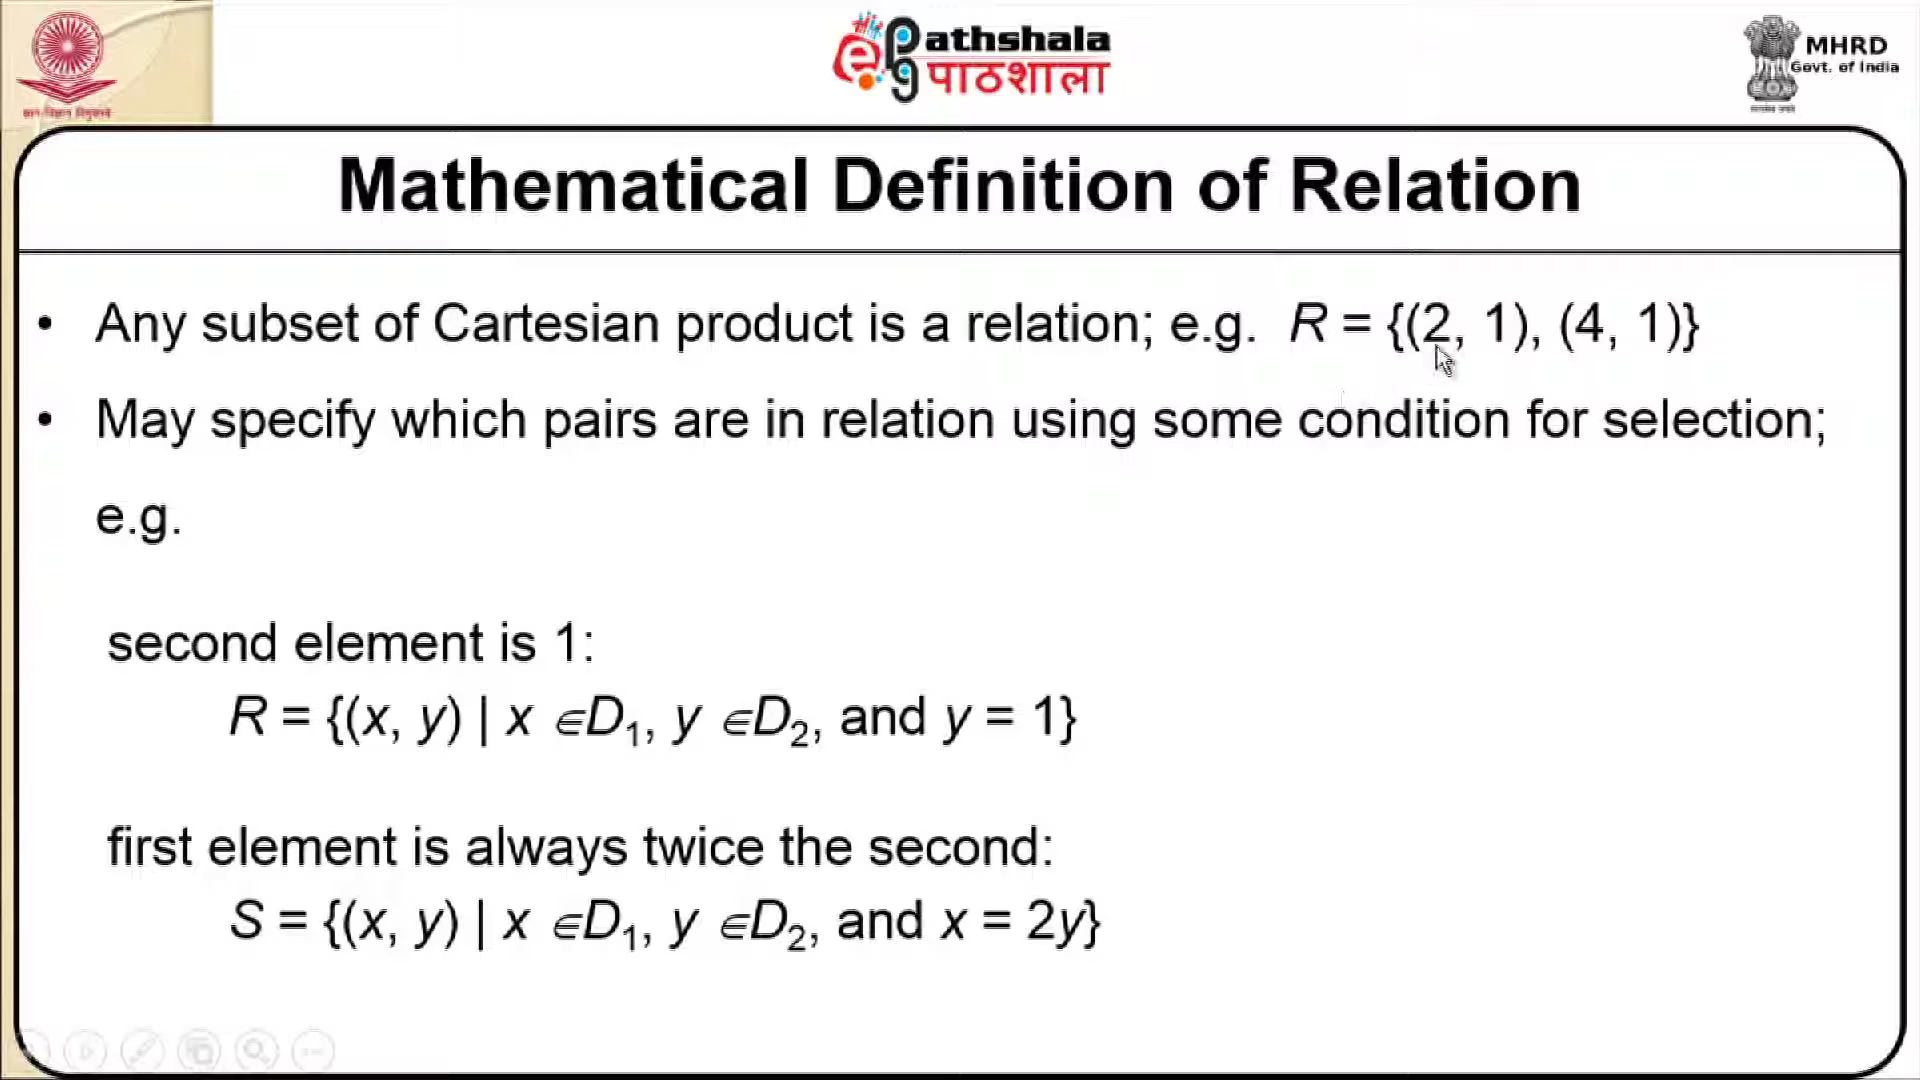 ePG Pathshala
पाठशाला
MHRD
Govt. of India
Mathematical Definition of Relation
• Any subset of Cartesian product is a relation; e.g. R = {(2, 1), (4, 1)}
• May specify which pairs are in relation using some condition for selection;
e.g.
second element is 1:
R = {(x, y) | x ∈D₁, y ∈D₂, and y = 1}
first element is always twice the second:
S = {(x, y) | x ∈D₁, y ∈D₂, and x = 2y}